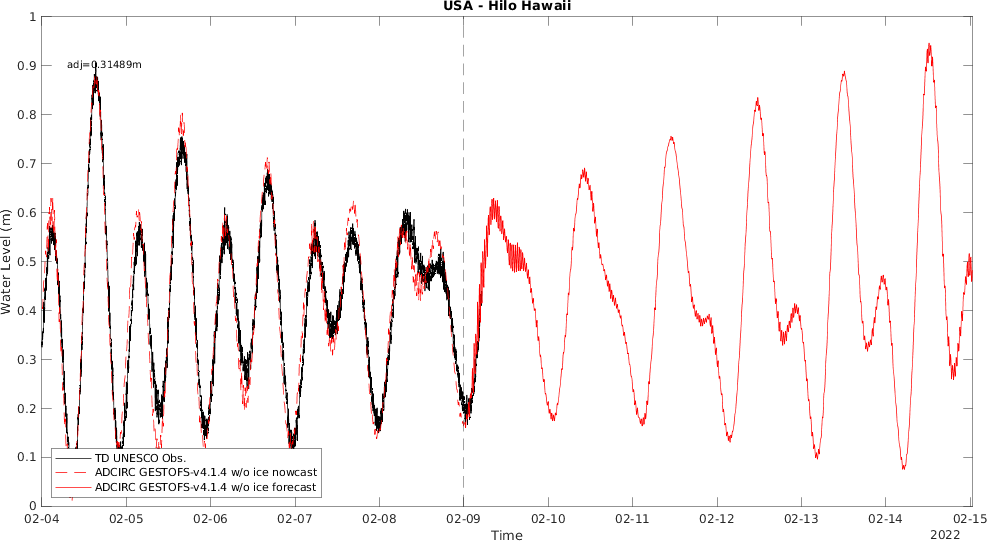 USA - Hilo Hawaii
1
0.9
0.8
0.7
0.6
0.5
0.4
0.3
0.2
0.1
0
Water Level (m)
adj=0.31489m
TD UNESCO Obs.
ADCIRC GESTOFS-v4.1.4 w/o ice nowcast
ADCIRC GESTOFS-v4.1.4 w/o ice forecast
02-04 02-05 02-06 02-07 02-08 02-09 02-10 02-11 02-12 02-13 02-14 02-15
Time
2022